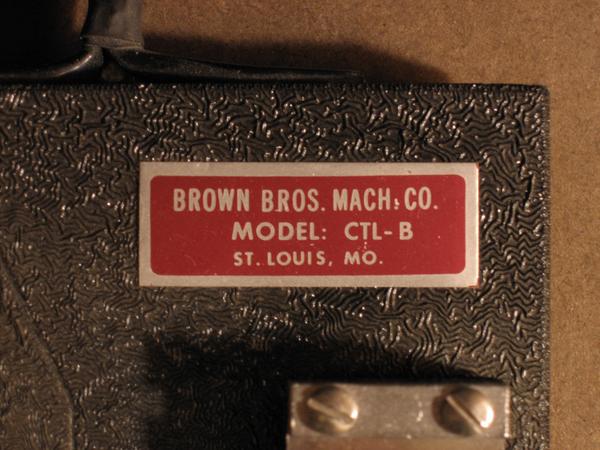 BROWN BROS. MACH. CO.
MODEL: CTL-B
ST. LOUIS, MO.